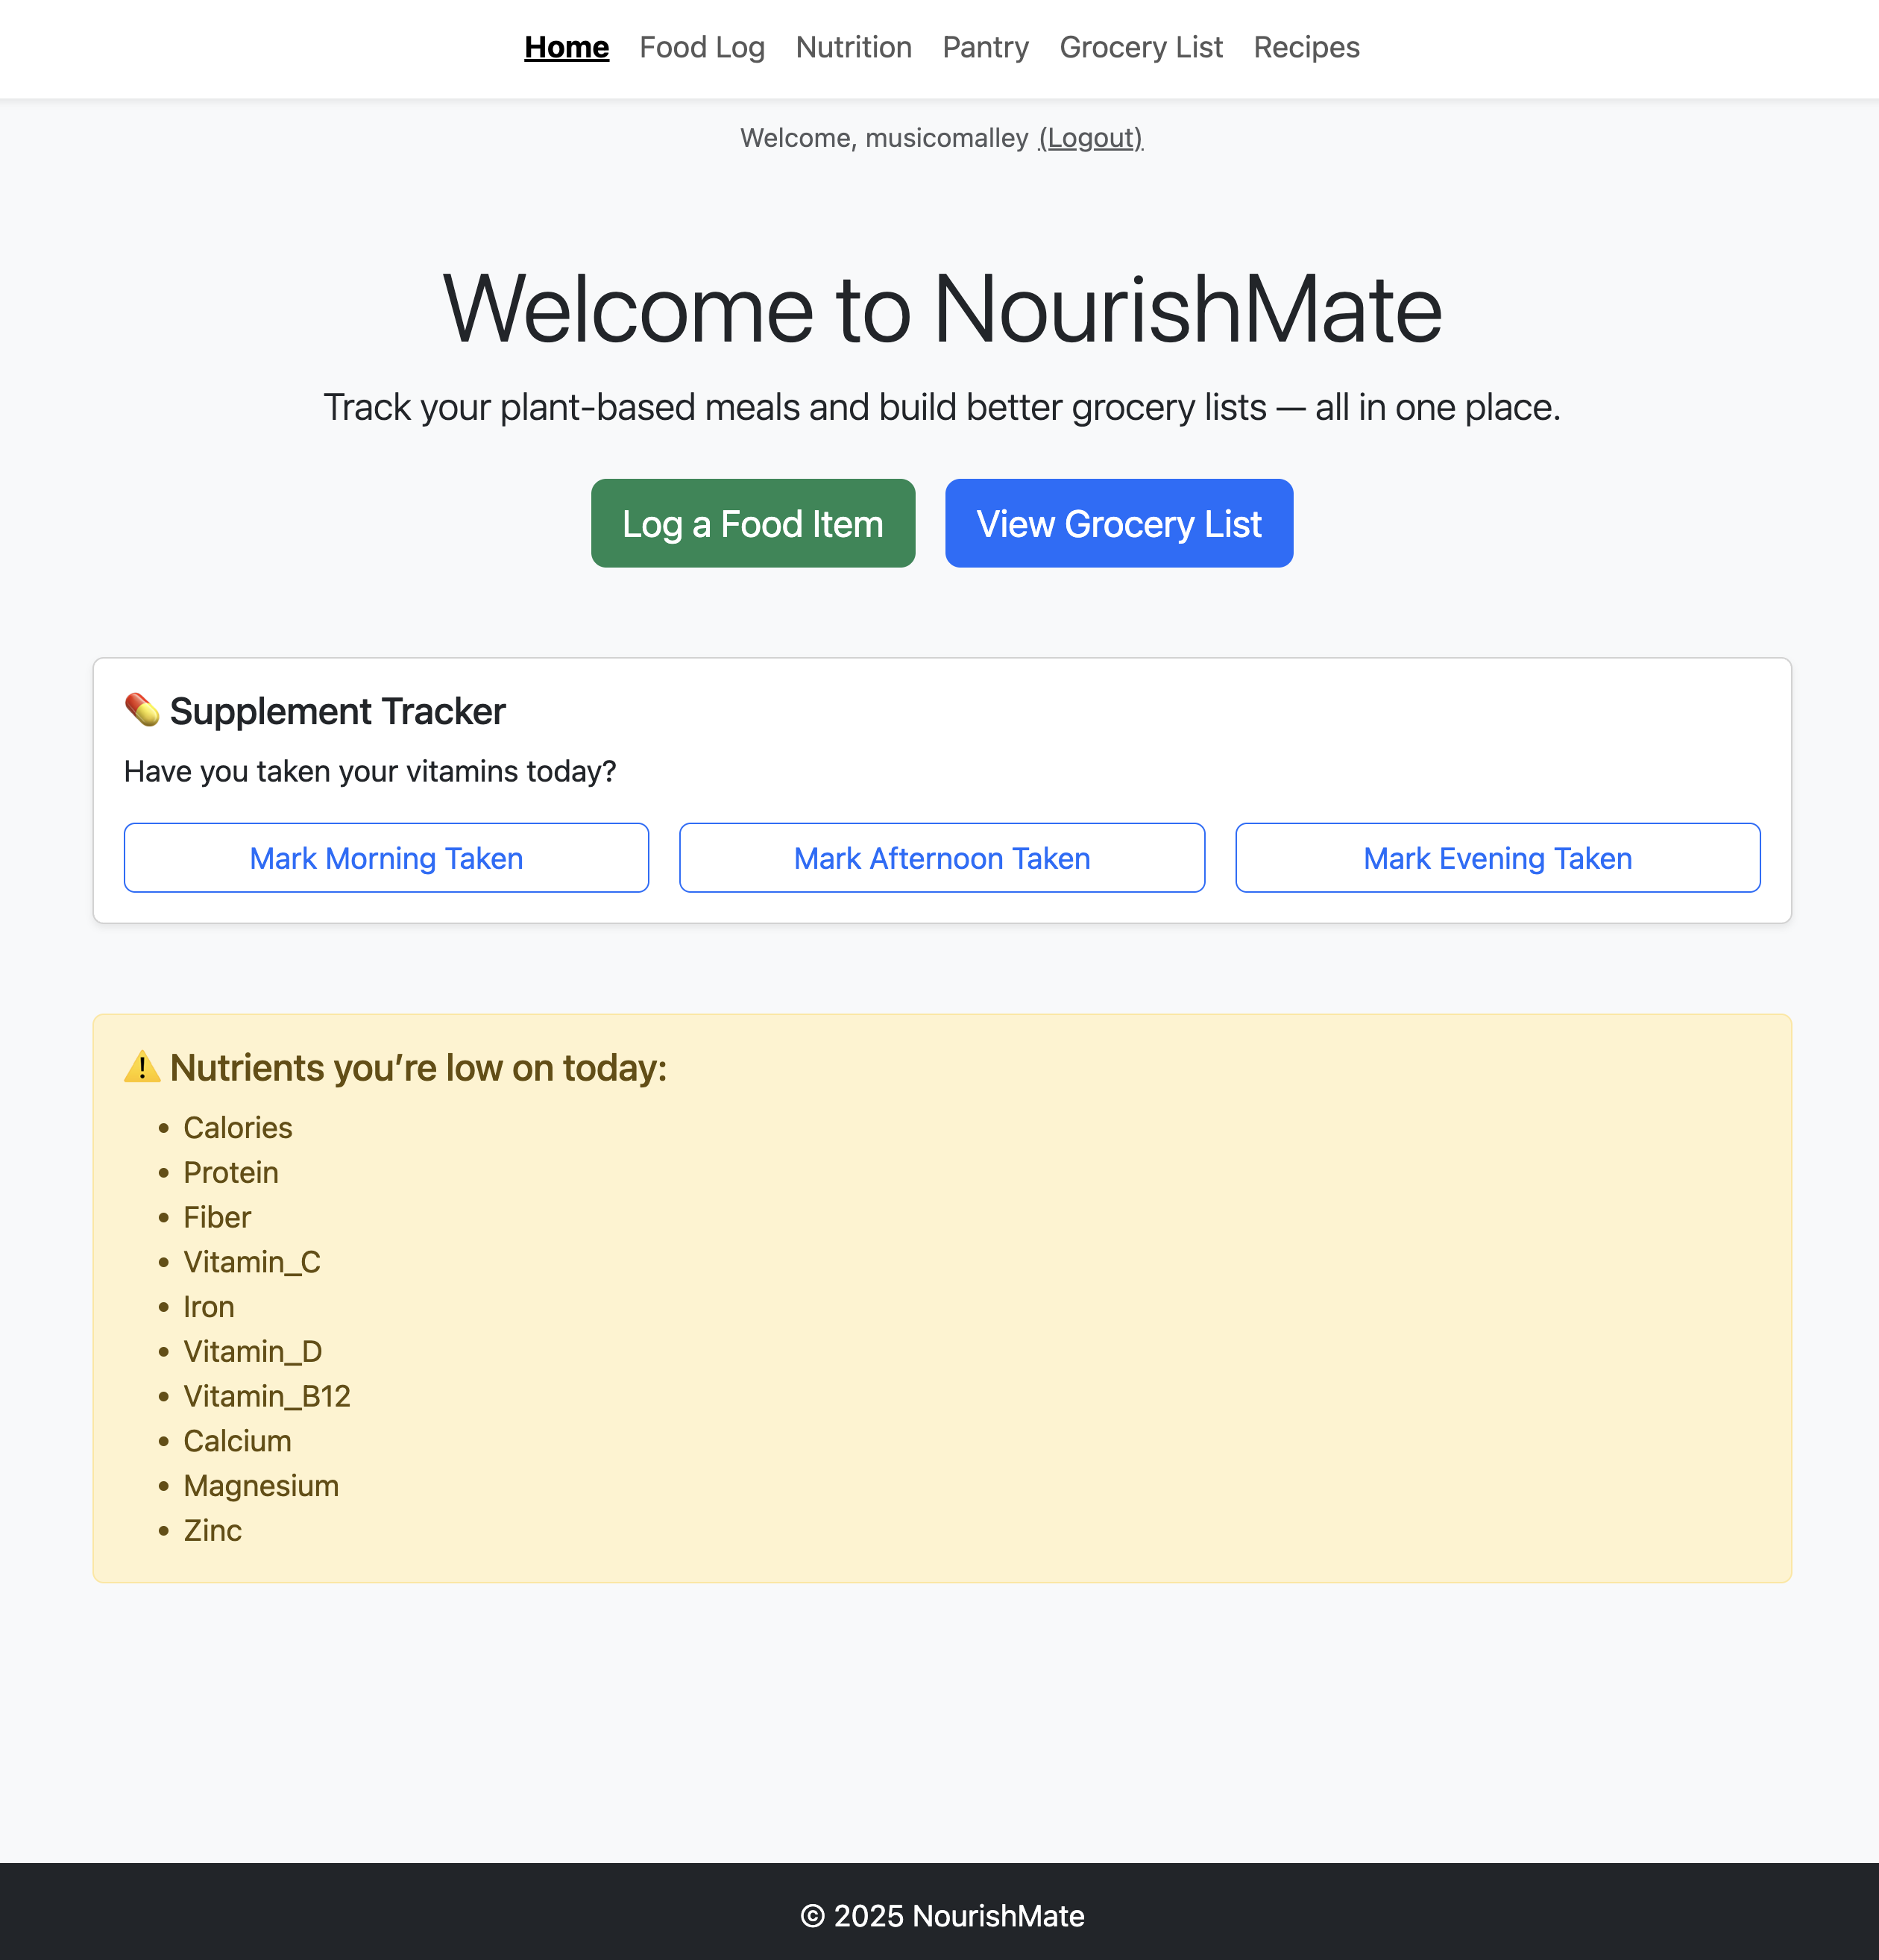 Home Food Log Nutrition Pantry Grocery List Recipes
Welcome, musicomalley (Logout)
Welcome to NourishMate
Track your plant-based meals and build better grocery lists — all in one place.
Log a Food Item View Grocery List
💊 Supplement Tracker
Have you taken your vitamins today?
Mark Morning Taken Mark Afternoon Taken Mark Evening Taken
⚠️ Nutrients you’re low on today:
• Calories
• Protein
• Fiber
• Vitamin_C
• Iron
• Vitamin_D
• Vitamin_B12
• Calcium
• Magnesium
• Zinc
© 2025 NourishMate